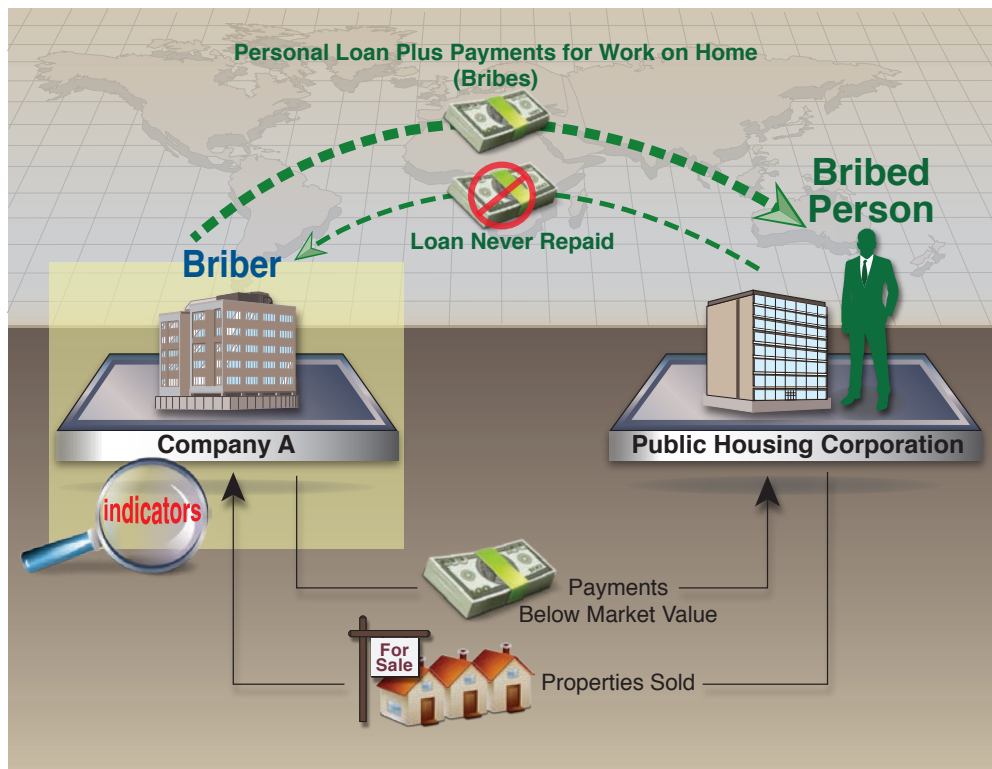 Personal Loan Plus Payments for Work on Home
(Bribes)
Bribed
Person
Loan Never Repaid
Briber
Company A
Public Housing Corporation
indicators
Payments
Below Market Value
For
Sale
Properties Sold